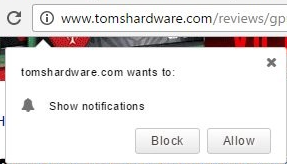 www.tomshardware.com/reviews/gp
tomshardware.com wants to:
Show notifications
Block Allow